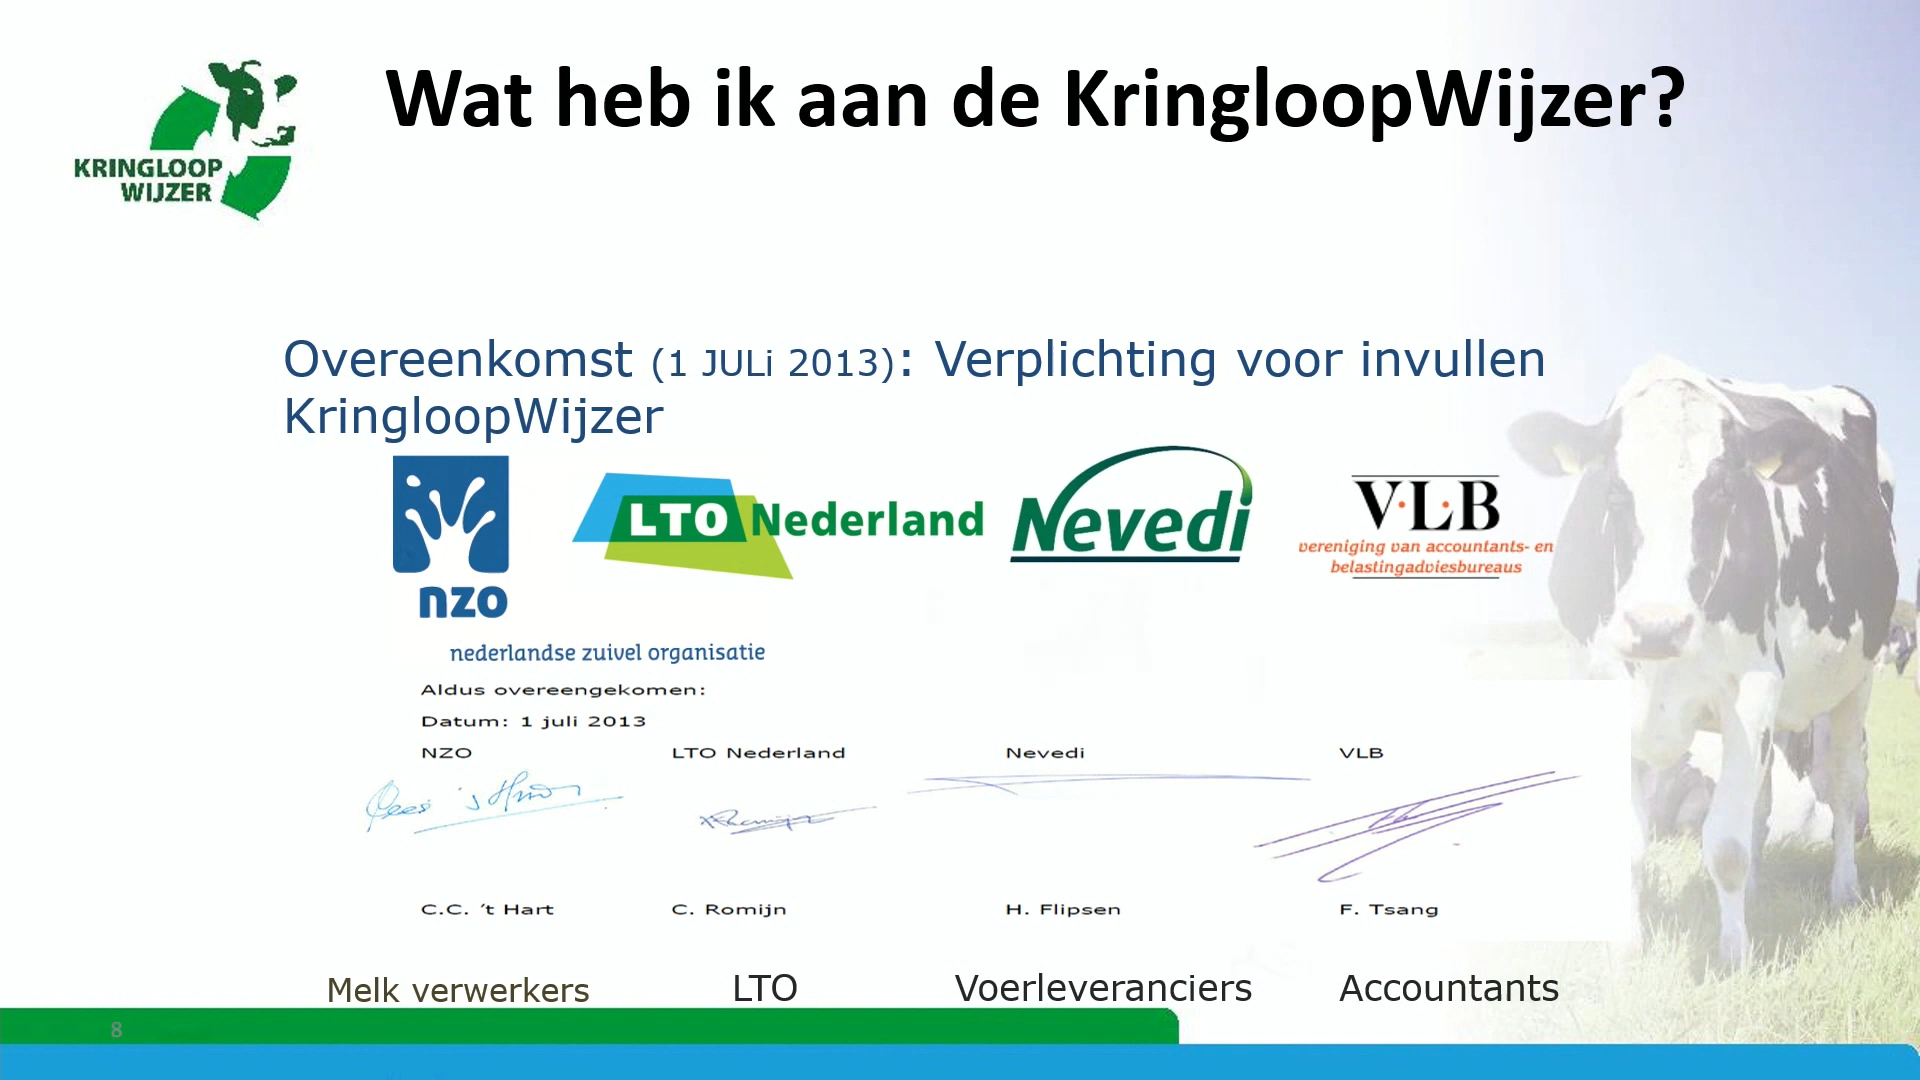 KRINGLOOP
WIJZER
Wat heb ik aan de KringloopWijzer?
Overeenkomst (1 JULi 2013): Verplichting voor invullen
KringloopWijzer
nzo
nederlandse zuivel organisatie
LTO Nederland
Nevedi
V·L·B
vereniging van accountants- en
belastingadviesbureaus
Aldus overeengekomen:
Datum: 1 juli 2013
NZO LTO Nederland Nevedi VLB
C.C. ’t Hart C. Romijn H. Flipsen F. Tsang
Melk verwerkers LTO Voerleveranciers Accountants
8